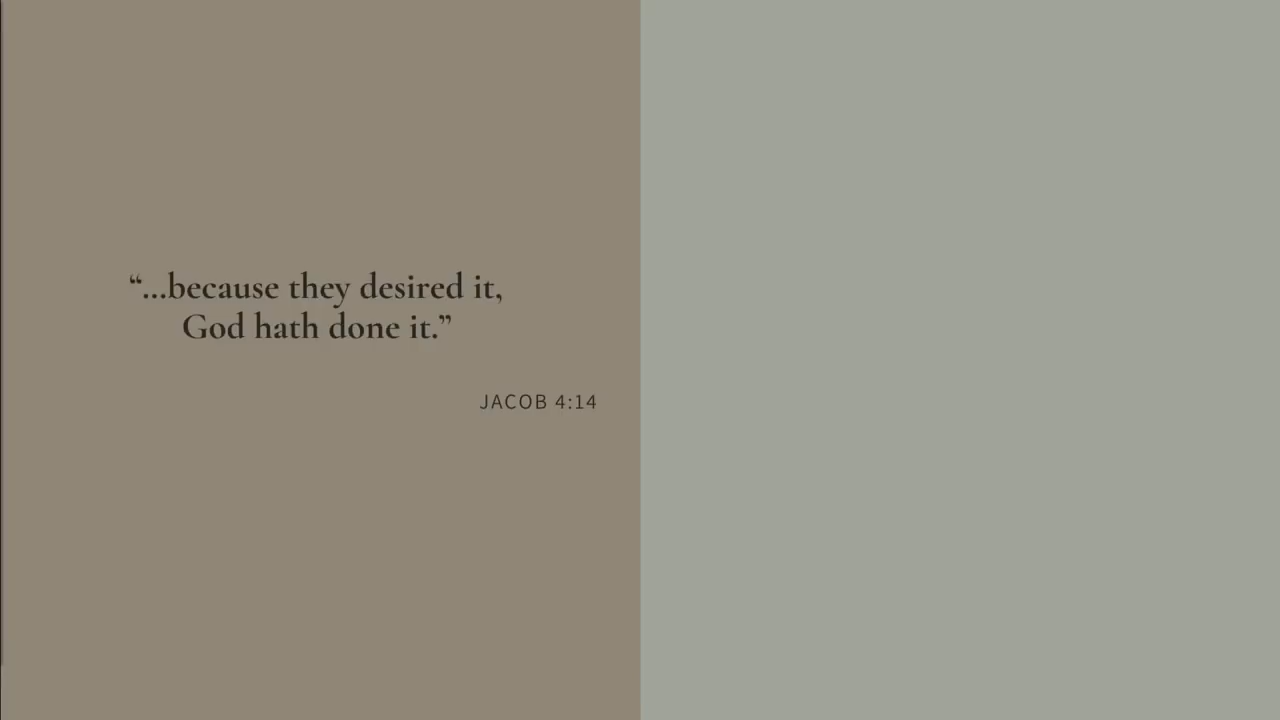 “...because they desired it,
God hath done it.”
JACOB 4:14